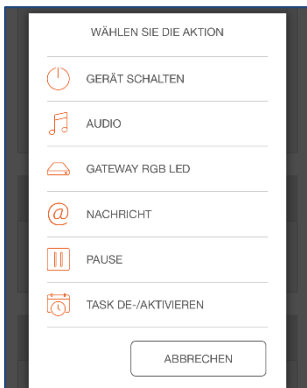 WÄHLEN SIE DIE AKTION
GERÄT SCHALTEN
AUDIO
GATEWAY RGB LED
@ NACHRICHT
PAUSE
TASK DE-/AKTIVIEREN
ABBRECHEN